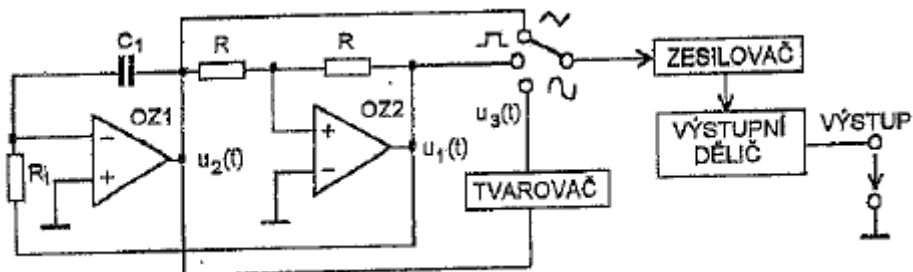 C₁
R
R
OZ1
OZ2
Rᵢ
−
+
+
−
u₂(t)
u₁(t)
u₃(t)
ZESILOVAČ
VÝSTUPNÍ
DĚLIČ
VÝSTUP
TVAROVAČ